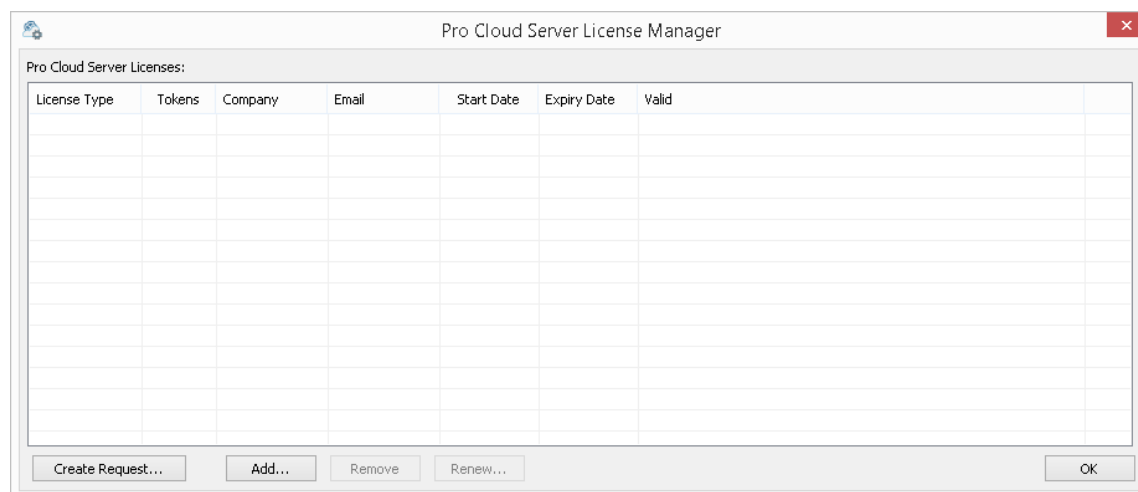 Pro Cloud Server License Manager
Pro Cloud Server Licenses:
License Type Tokens Company Email Start Date Expiry Date Valid
Create Request... Add... Remove Renew... OK